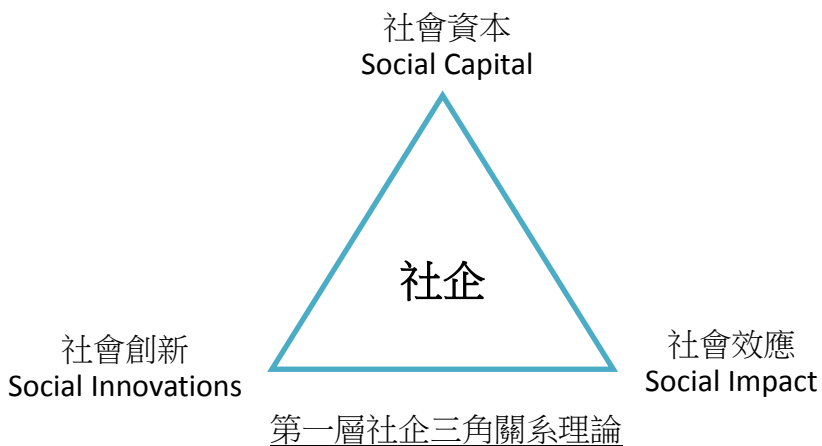 社會資本
Social Capital
社企
社會創新
Social Innovations
社會效應
Social Impact
第一層社企三角關系理論